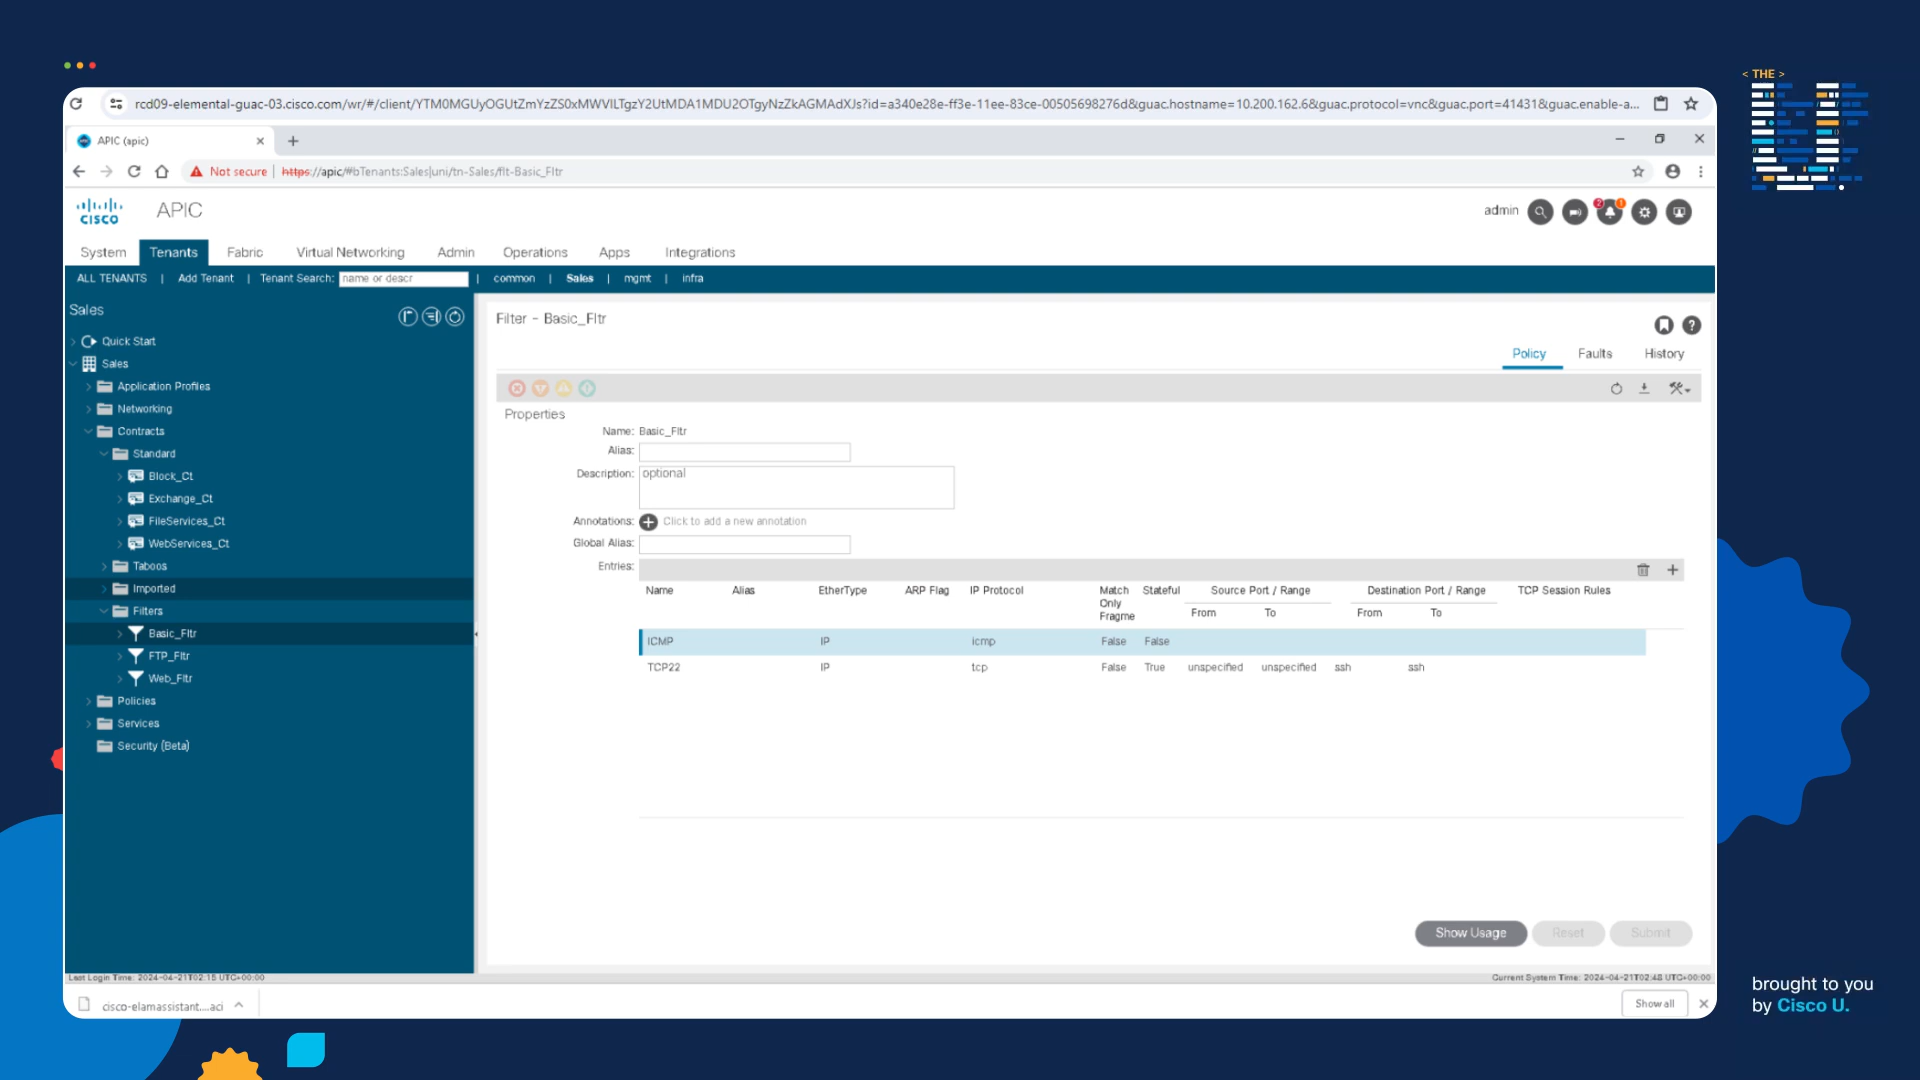 < THE >
rcd09-elemental-guac-03.cisco.com/wr/#/client/YTM0MGUyOGUtZmYzZS0xMWVlLTgzY2UtMDA1MDU2OTgyNzZkAGMAdXJs?id=a340e28e-ff3e-11ee-83ce-00505698276d&guac.hostname=10.200.162.6&guac.protocol=vnc&guac.port=41431&guac.enable-a...
APIC (apic)
Not secure | https://apic/#bTenants:Sales|uni/tn-Sales/flt-Basic_Fltr
CISCO APIC
admin 2 1
System Tenants Fabric Virtual Networking Admin Operations Apps Integrations
ALL TENANTS | Add Tenant | Tenant Search: name or descr | common | Sales | mgmt | infra
Sales
Quick Start
Sales
Application Profiles
Networking
Contracts
Standard
Block_Ct
Exchange_Ct
FileServices_Ct
WebServices_Ct
Taboos
Imported
Filters
Basic_Fltr
FTP_Fltr
Web_Fltr
Policies
Services
Security (Beta)
Filter - Basic_Fltr
Policy Faults History
Properties
Name: Basic_Fltr
Alias:
Description: optional
Annotations: Click to add a new annotation
Global Alias:
Entries:
Name Alias EtherType ARP Flag IP Protocol Match Only Fragme Stateful Source Port / Range Destination Port / Range TCP Session Rules
From To From To
ICMP IP icmp False False
TCP22 IP tcp False True unspecified unspecified ssh ssh
Show Usage Reset Submit
Last Login Time: 2024-04-21T02:15 UTC+00:00
Current System Time: 2024-04-21T02:48 UTC+00:00
cisco-elamassistant....aci
Show all
brought to you
by Cisco U.